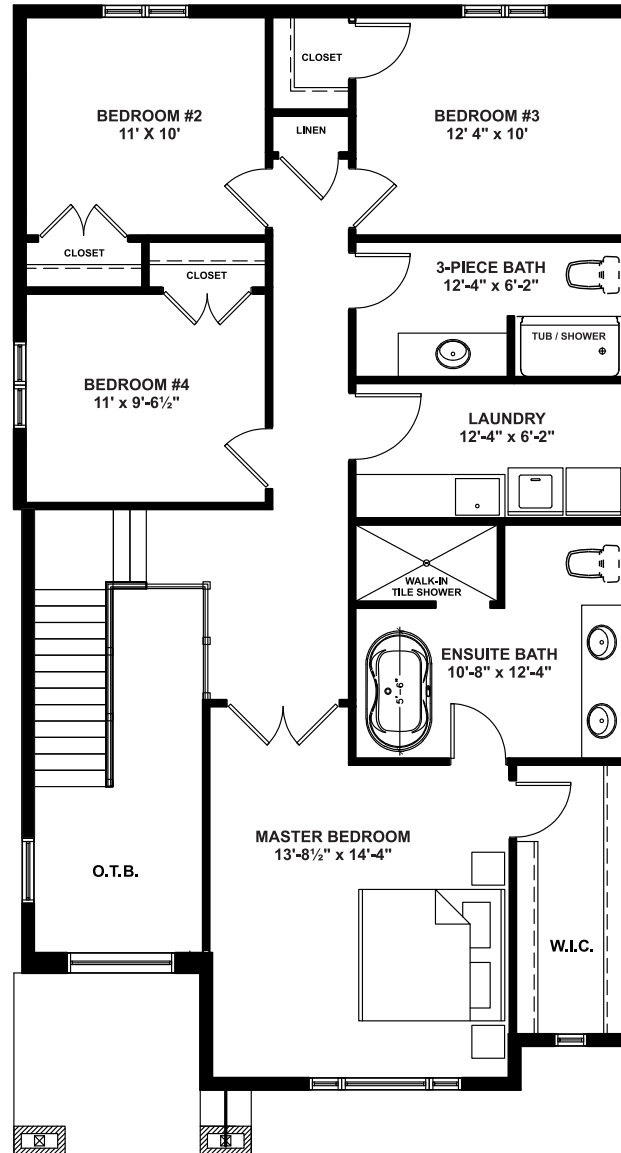 CLOSET
BEDROOM #2
11' X 10'
BEDROOM #3
12' 4" x 10'
LINEN
CLOSET
CLOSET
3-PIECE BATH
12'-4" x 6'-2"
TUB / SHOWER
BEDROOM #4
11' x 9'-6½"
LAUNDRY
12'-4" x 6'-2"
WALK-IN
TILE SHOWER
ENSUITE BATH
10'-8" x 12'-4"
5'-6"
MASTER BEDROOM
13'-8½" x 14'-4"
O.T.B.
W.I.C.